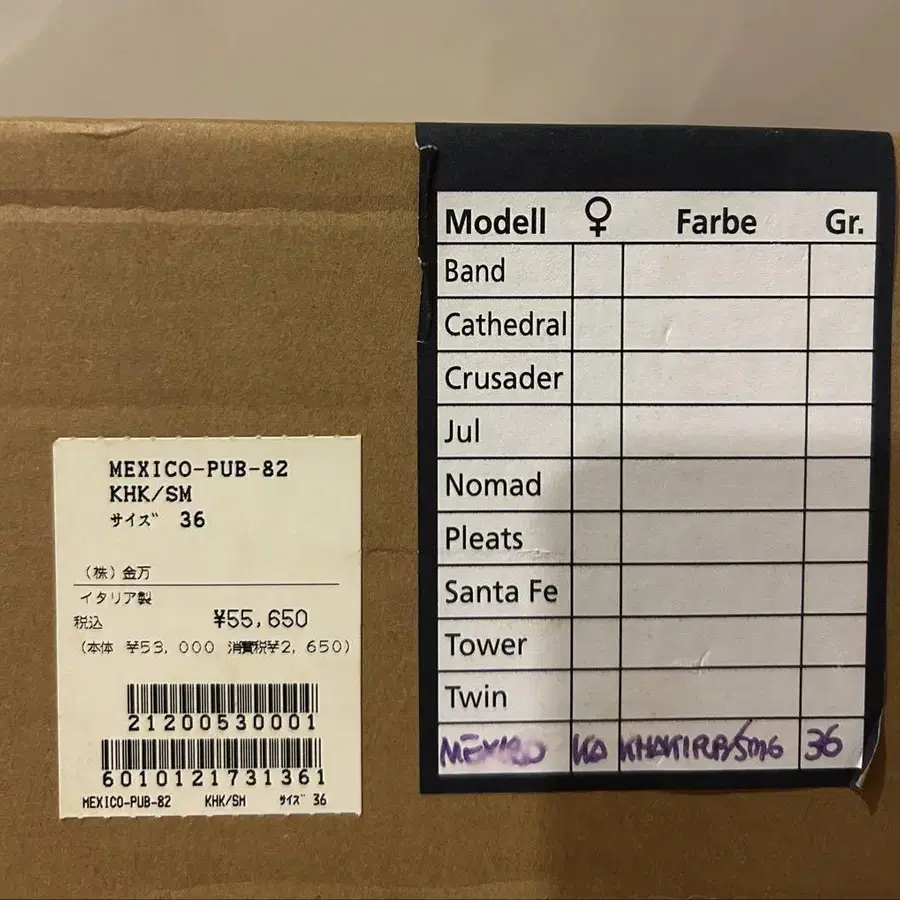 MEXICO-PUB-82
KHK/SM
サイズ 36
(株)金万
イタリア製
税込 ¥55,650
(本体 ¥53,000 消費税¥2,650)
21200530001
6010121731361
MEXICO-PUB-82 KHK/SM サイズ 36
Modell ♀ Farbe Gr.
Band
Cathedral
Crusader
Jul
Nomad
Pleats
Santa Fe
Tower
Twin
MEXICO KA 36